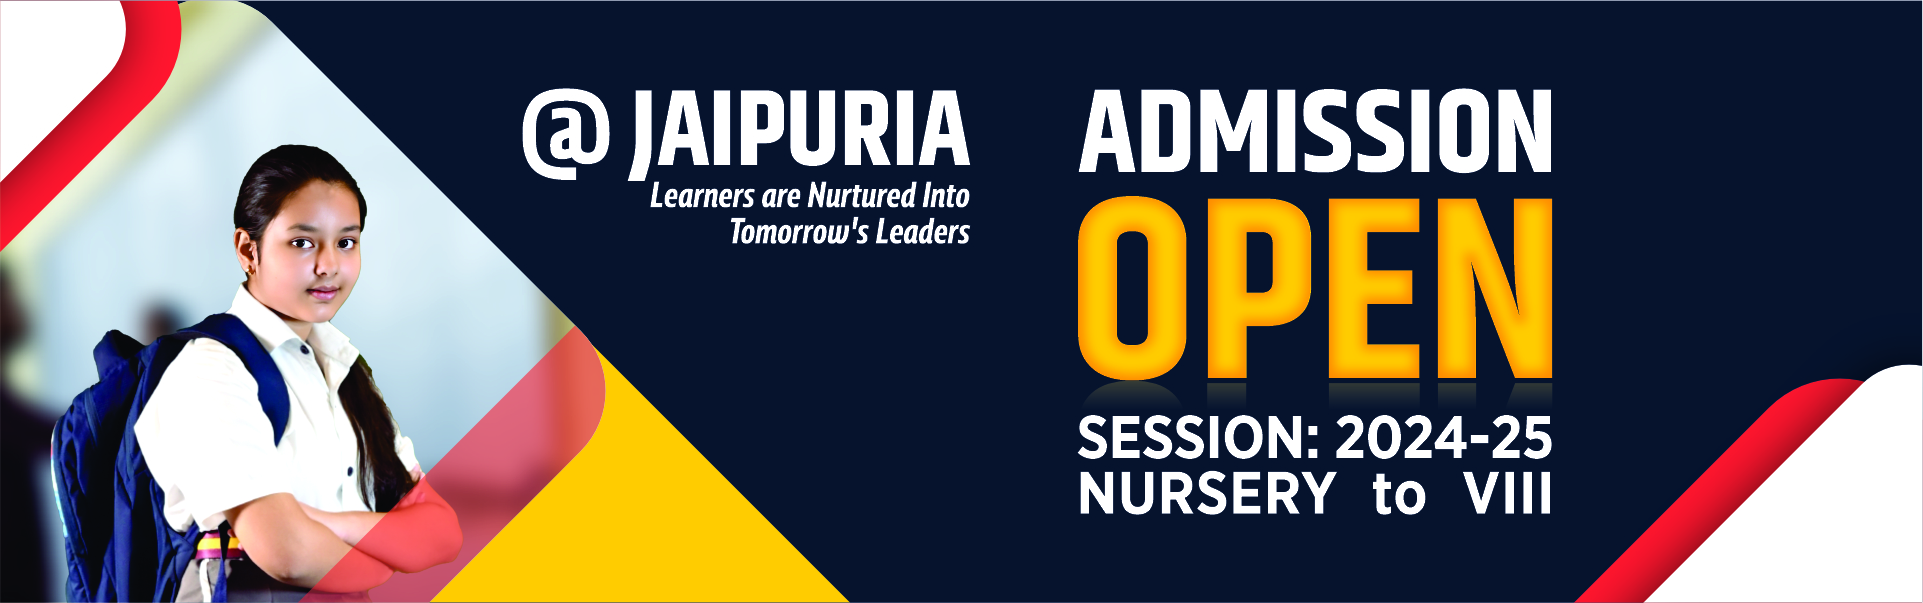 @ JAIPURIA
Learners are Nurtured Into
Tomorrow's Leaders
ADMISSION
OPEN
SESSION: 2024-25
NURSERY to VIII